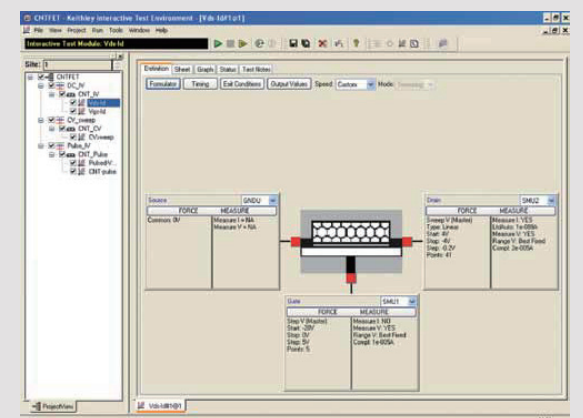 CNTFET - Keithley Interactive Test Environment - [Vds-Id#1@1]
File View Project Run Tools Window Help
Interactive Test Module: Vds-Id
Site: 1
CNTFET
DC_IV
CNT_IV
Vds-Id
Vgs-Id
CV_sweep
CNT_CV
CVsweep
Pulse_IV
CNT_Pulse
PulsedIV...
CNT-pulse
Definition Sheet Graph Status Test Notes
Formulator Timing Exit Conditions Output Values Speed: Custom Mode:
Source GNDU
FORCE MEASURE
Common: 0V Measure I = NA
Measure V = NA
Drain SMU2
FORCE MEASURE
Sweep V (Master) Measure I: YES
Type: Linear
Start: 4V Measure V: YES
Stop: -4V Range V: Best Fixed
Step: -0.2V Compl: 2e-005A
Points: 41
Gate SMU1
FORCE MEASURE
Step V (Master) Measure I: NO
Start: -20V Measure V: YES
Stop: 0V Range V: Best Fixed
Step: 5V Compl: 1e-005A
Points: 5
ProjectView
Vds-Id#1@1